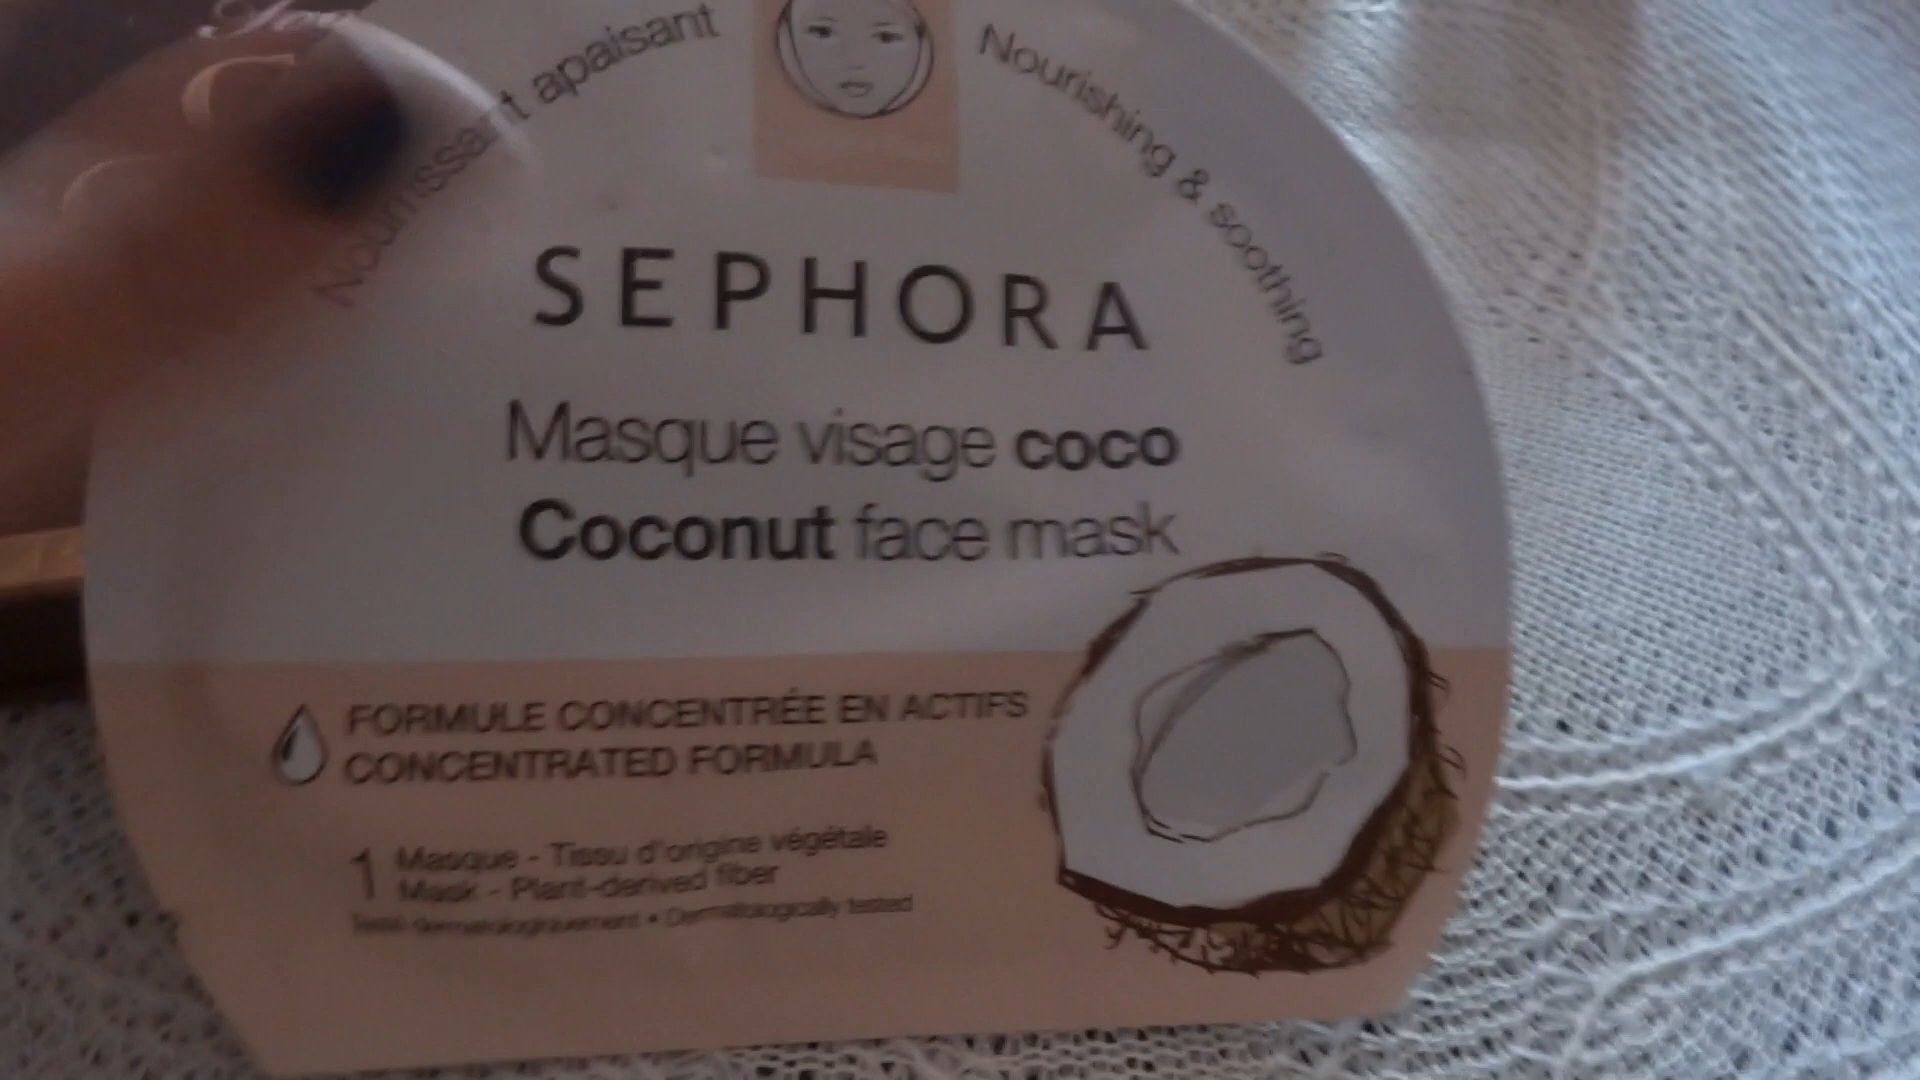 Nourissant apaisant
Nourishing & soothing
SEPHORA
Masque visage coco
Coconut face mask
FORMULE CONCENTRÉE EN ACTIFS
CONCENTRATED FORMULA
1 Masque - Tissu d'origine végétale
Mask - Plant-derived fiber
Testé dermatologiquement • Dermatologically tested